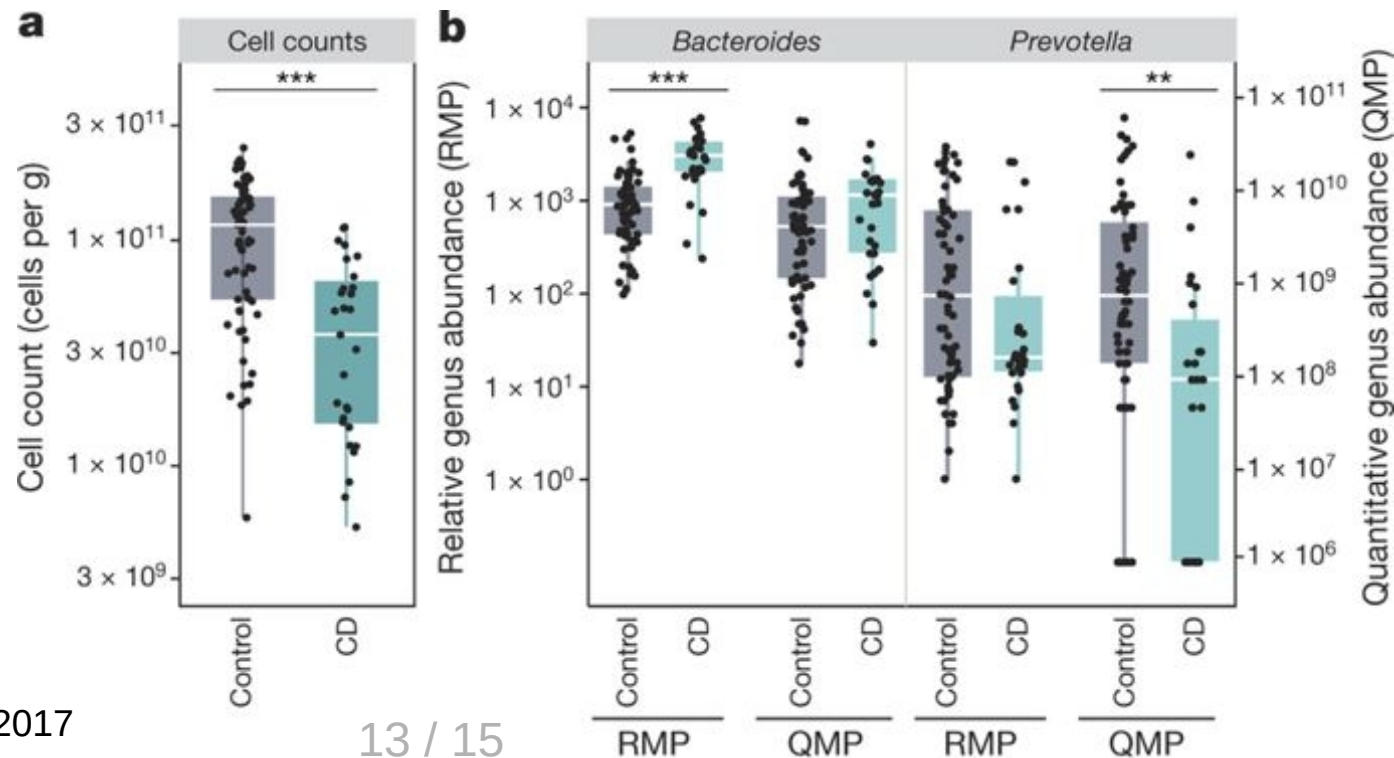 a
Cell counts
***
Cell count (cells per g)
3 × 10¹¹
1 × 10¹¹
3 × 10¹⁰
1 × 10¹⁰
3 × 10⁹
Control
CD
b
Bacteroides
Prevotella
***
**
Relative genus abundance (RMP)
1 × 10⁴
1 × 10³
1 × 10²
1 × 10¹
1 × 10⁰
1 × 10¹¹
1 × 10¹⁰
1 × 10⁹
1 × 10⁸
1 × 10⁷
1 × 10⁶
Quantitative genus abundance (QMP)
Control
CD
Control
CD
Control
CD
Control
CD
RMP
QMP
RMP
QMP
2017
13 / 15